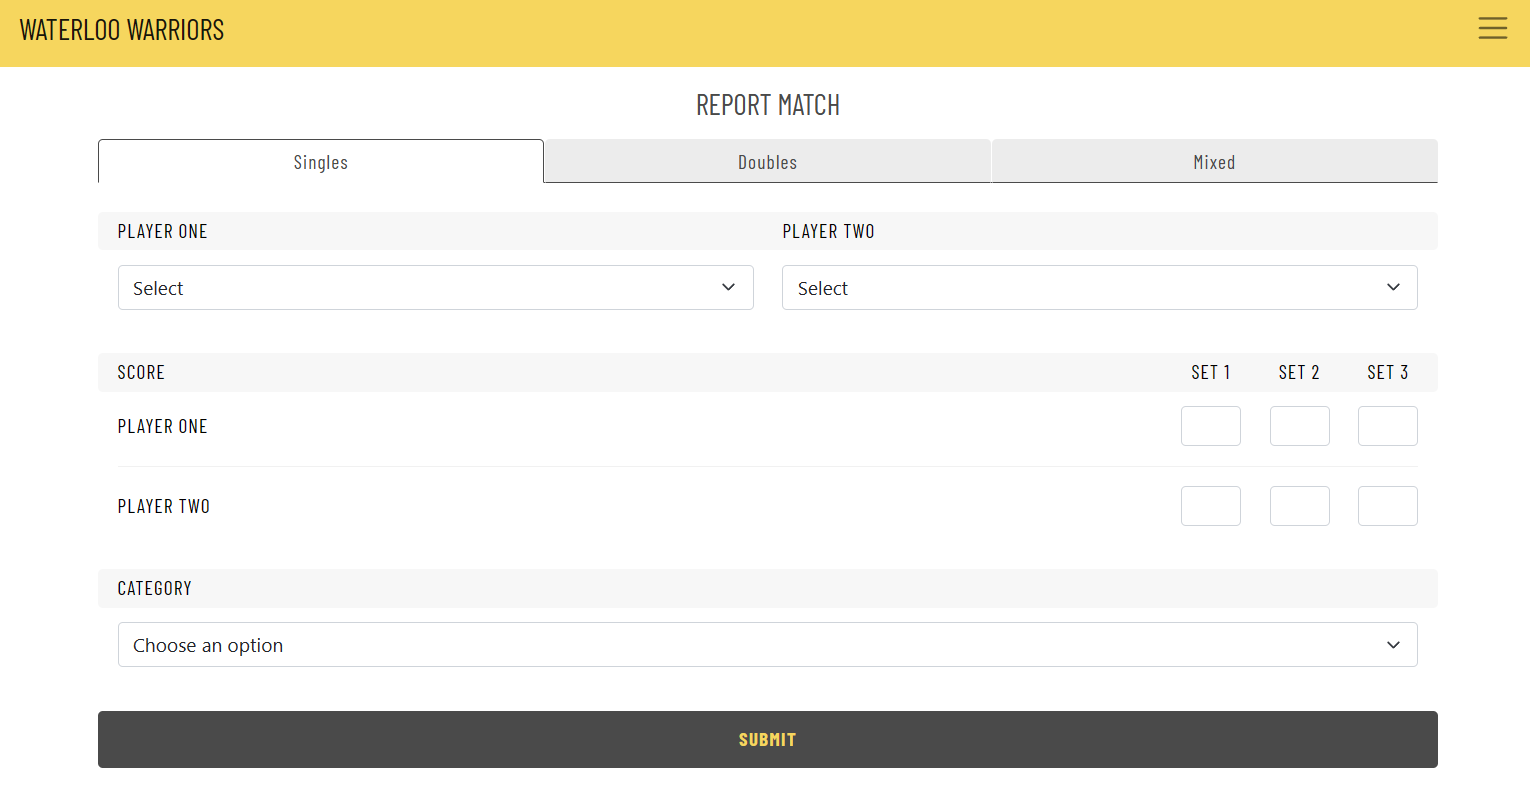 WATERLOO WARRIORS
REPORT MATCH
Singles Doubles Mixed
PLAYER ONE PLAYER TWO
Select Select
SCORE SET 1 SET 2 SET 3
PLAYER ONE
PLAYER TWO
CATEGORY
Choose an option
SUBMIT